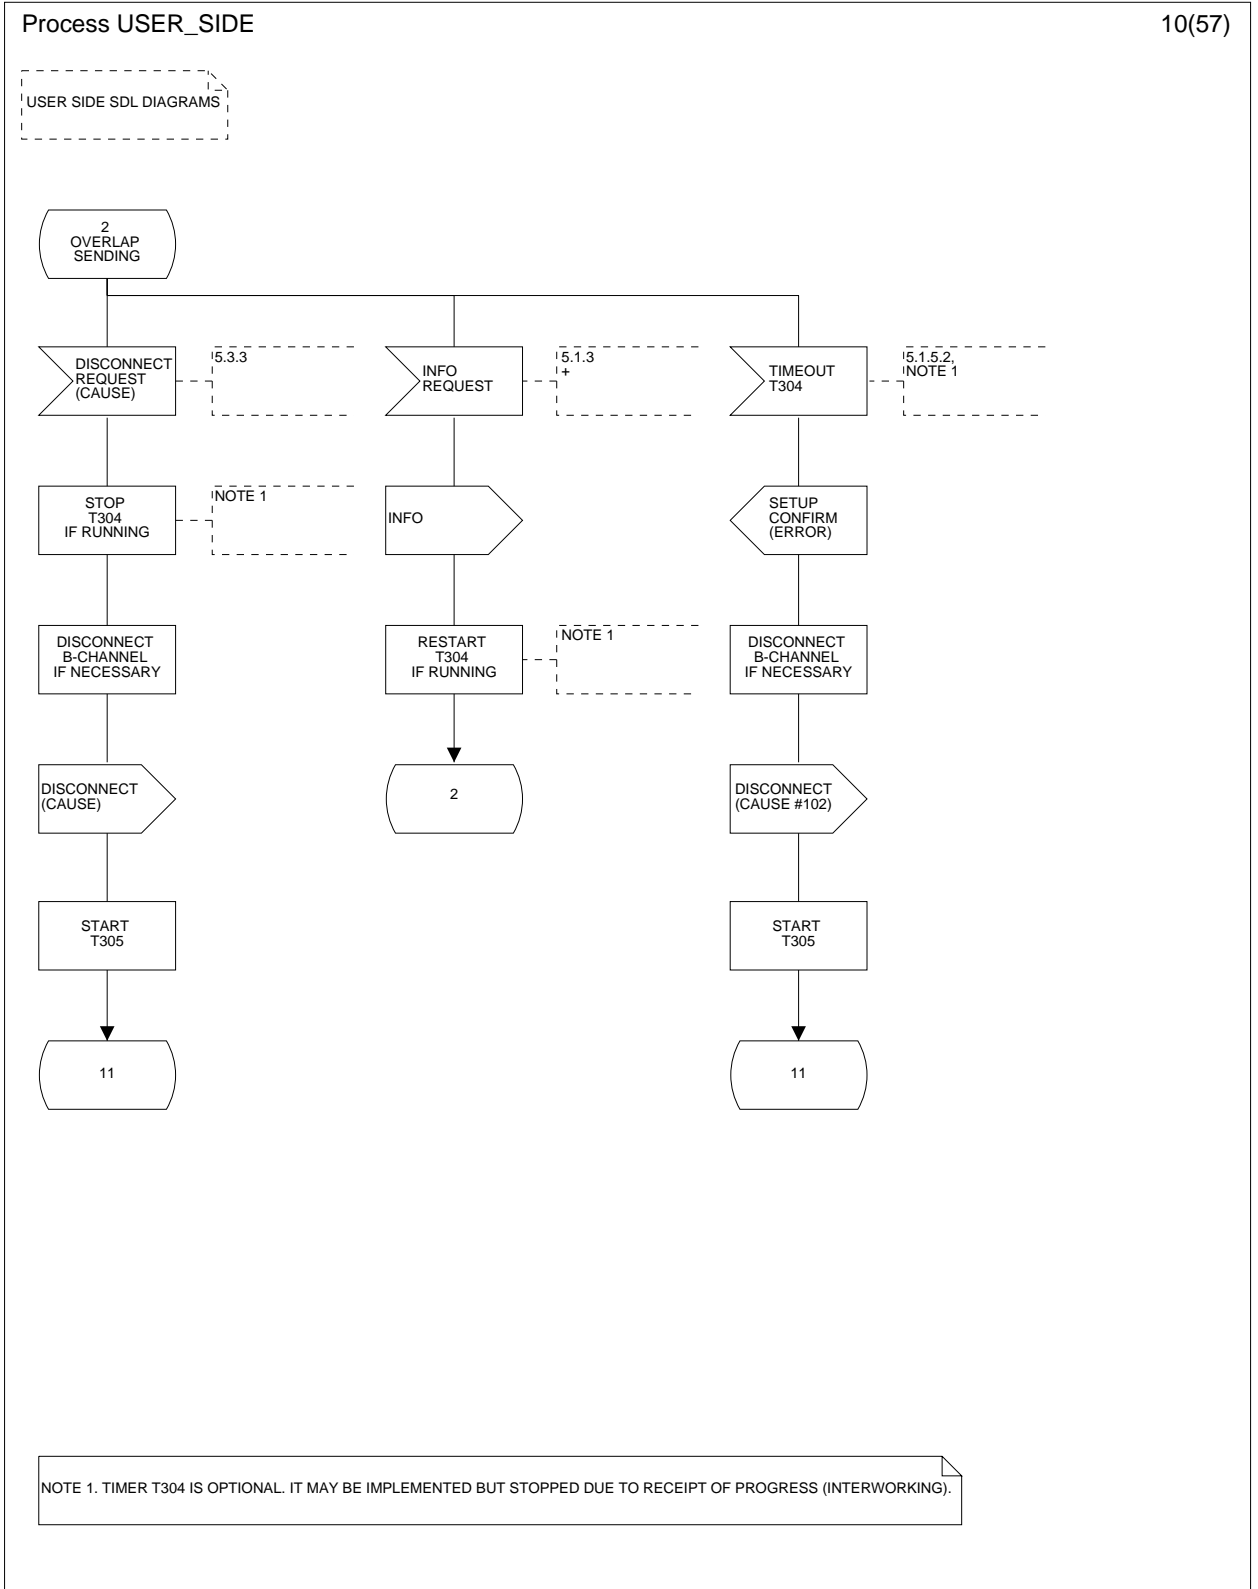 Process USER_SIDE
10(57)
USER SIDE SDL DIAGRAMS
2
OVERLAP
SENDING
DISCONNECT
REQUEST
(CAUSE)
5.3.3
INFO
REQUEST
5.1.3
+
TIMEOUT
T304
5.1.5.2,
NOTE 1
STOP
T304
IF RUNNING
NOTE 1
INFO
SETUP
CONFIRM
(ERROR)
DISCONNECT
B-CHANNEL
IF NECESSARY
RESTART
T304
IF RUNNING
NOTE 1
DISCONNECT
B-CHANNEL
IF NECESSARY
DISCONNECT
(CAUSE)
2
DISCONNECT
(CAUSE #102)
START
T305
START
T305
11
11
NOTE 1. TIMER T304 IS OPTIONAL. IT MAY BE IMPLEMENTED BUT STOPPED DUE TO RECEIPT OF PROGRESS (INTERWORKING).